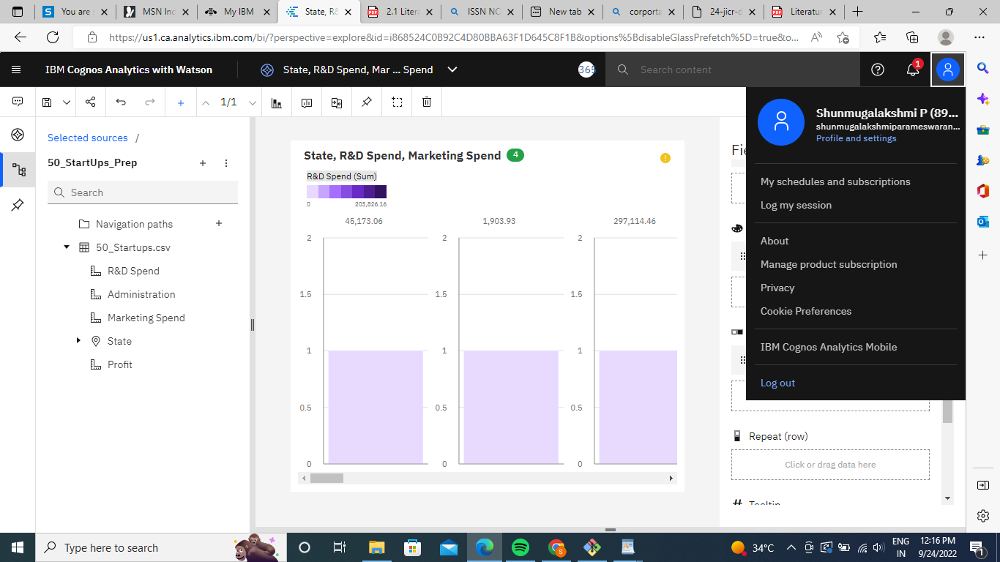 You are s
MSN Ind
My IBM
State, R&
2.1 Litera
ISSN NO
New tab
corporta
24-jicr-d
Literatur
https://us1.ca.analytics.ibm.com/bi/?perspective=explore&id=i868524C0B92C4D80BBA63F1D645C8F1B&options%5BdisableGlassPrefetch%5D=true&o...
IBM Cognos Analytics with Watson
State, R&D Spend, Mar ... Spend
365
Search content
1
1/1
Selected sources /
50_StartUps_Prep
Search
Navigation paths
50_Startups.csv
R&D Spend
Administration
Marketing Spend
State
Profit
State, R&D Spend, Marketing Spend 4
R&D Spend (Sum)
0 203,826.16
45,173.06 1,903.93 297,114.46
2 2 2
1.5 1.5 1.5
1 1 1
0.5 0.5 0.5
0 0 0
Fie
Repeat (row)
Click or drag data here
Tooltip
Shunmugalakshmi P (89...
shunmugalakshmiparameswaran...
Profile and settings
My schedules and subscriptions
Log my session
About
Manage product subscription
Privacy
Cookie Preferences
IBM Cognos Analytics Mobile
Log out
Type here to search
34°C
ENG
IN
12:16 PM
9/24/2022
1